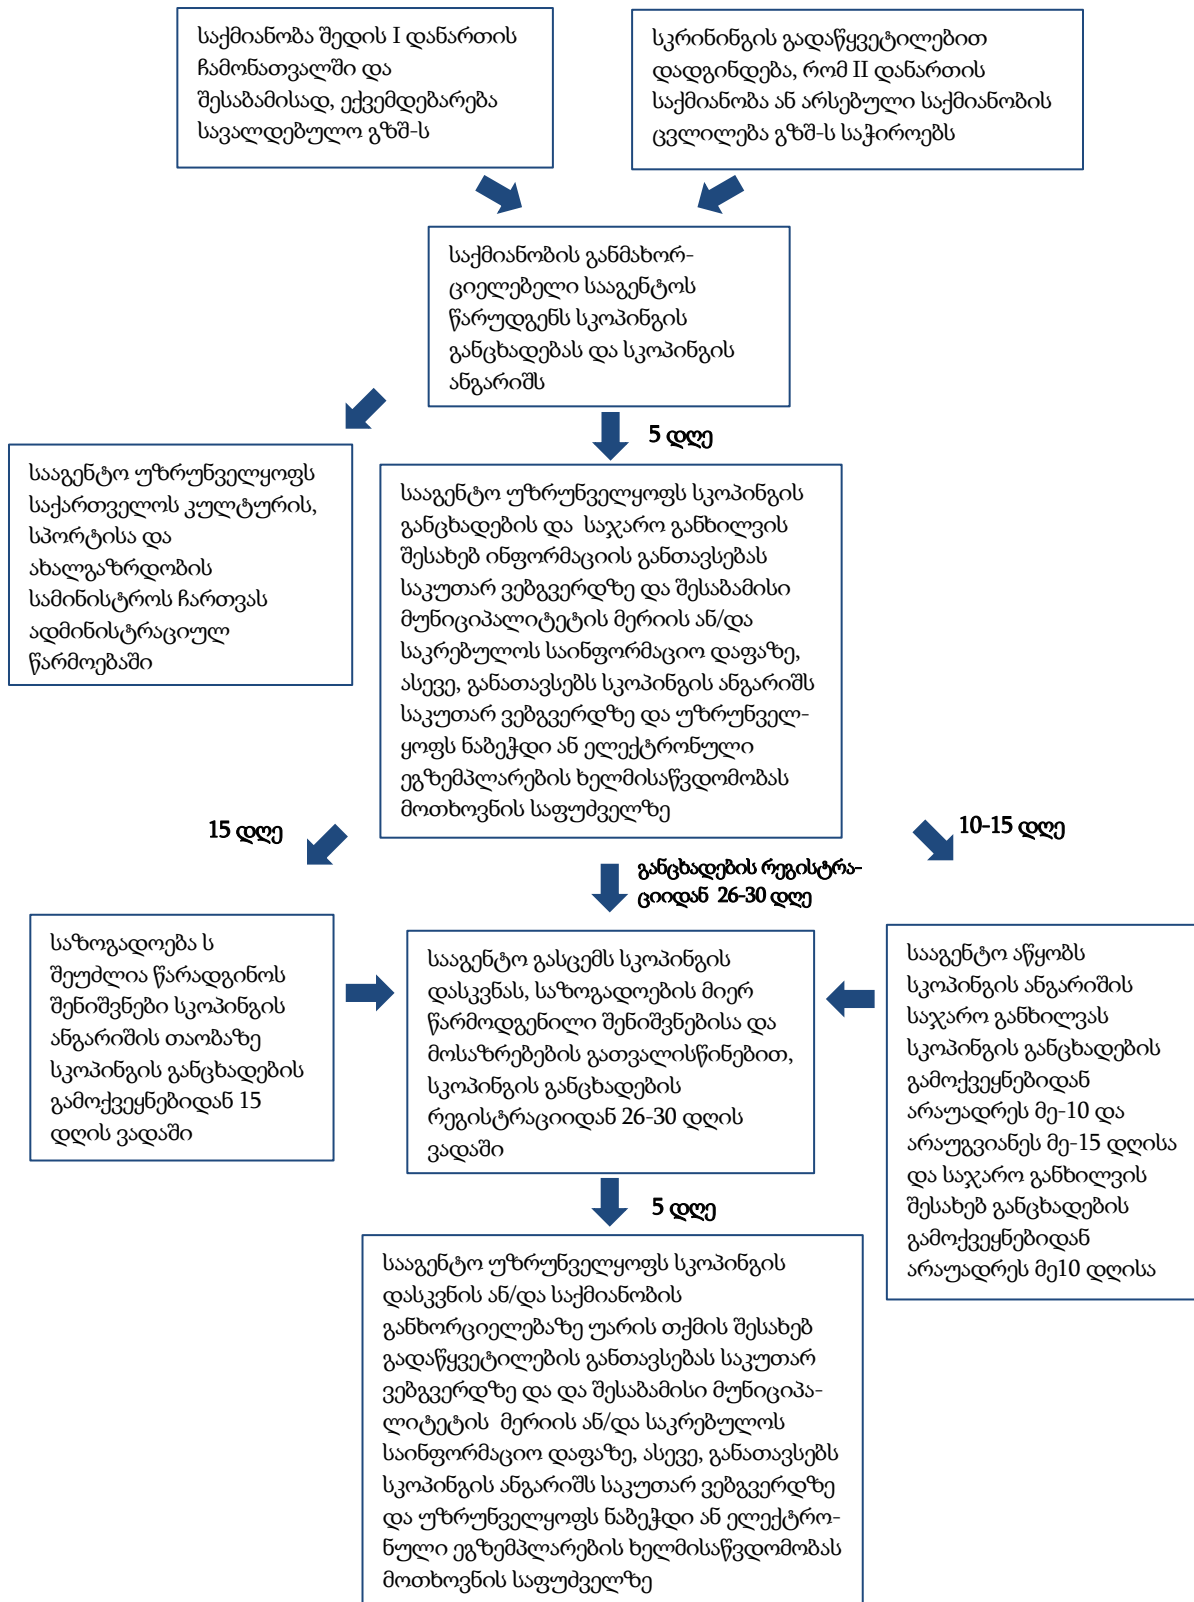 საქმიანობა შედის I დანართის
ჩამონათვალში და
შესაბამისად, ექვემდებარება
სავალდებულო გზშ-ს
სკრინინგის გადაწყვეტილებით
დადგინდება, რომ II დანართის
საქმიანობა ან არსებული საქმიანობის
ცვლილება გზშ-ს საჭიროებს
საქმიანობის განმახორ-
ციელებელი სააგენტოს
წარუდგენს სკოპინგის
განცხადებას და სკოპინგის
ანგარიშს
5 დღე
სააგენტო უზრუნველყოფს
საქართველოს კულტურის,
სპორტისა და
ახალგაზრდობის
სამინისტროს ჩართვას
ადმინისტრაციულ
წარმოებაში
სააგენტო უზრუნველყოფს სკოპინგის
განცხადების და საჯარო განხილვის
შესახებ ინფორმაციის განთავსებას
საკუთარ ვებგვერდზე და შესაბამისი
მუნიციპალიტეტის მერიის ან/და
საკრებულოს საინფორმაციო დაფაზე,
ასევე, განათავსებს სკოპინგის ანგარიშს
საკუთარ ვებგვერდზე და უზრუნველ-
ყოფს ნაბეჭდი ან ელექტრონული
ეგზემპლარების ხელმისაწვდომობას
მოთხოვნის საფუძველზე
15 დღე
განცხადების რეგისტრა-
ციიდან 26-30 დღე
10-15 დღე
საზოგადოება ს
შეუძლია წარადგინოს
შენიშვნები სკოპინგის
ანგარიშის თაობაზე
სკოპინგის განცხადების
გამოქვეყნებიდან 15
დღის ვადაში
სააგენტო გასცემს სკოპინგის
დასკვნას, საზოგადოების მიერ
წარმოდგენილი შენიშვნებისა და
მოსაზრებების გათვალისწინებით,
სკოპინგის განცხადების
რეგისტრაციიდან 26-30 დღის
ვადაში
სააგენტო აწყობს
სკოპინგის ანგარიშის
საჯარო განხილვას
სკოპინგის განცხადების
გამოქვეყნებიდან
არაუადრეს მე-10 და
არაუგვიანეს მე-15 დღისა
და საჯარო განხილვის
შესახებ განცხადების
გამოქვეყნებიდან
არაუადრეს მე10 დღისა
5 დღე
სააგენტო უზრუნველყოფს სკოპინგის
დასკვნის ან/და საქმიანობის
განხორციელებაზე უარის თქმის შესახებ
გადაწყვეტილების განთავსებას საკუთარ
ვებგვერდზე და და შესაბამისი მუნიციპა-
ლიტეტის მერიის ან/და საკრებულოს
საინფორმაციო დაფაზე, ასევე, განათავსებს
სკოპინგის ანგარიშს საკუთარ ვებგვერდზე
და უზრუნველყოფს ნაბეჭდი ან ელექტრო-
ნული ეგზემპლარების ხელმისაწვდომობას
მოთხოვნის საფუძველზე